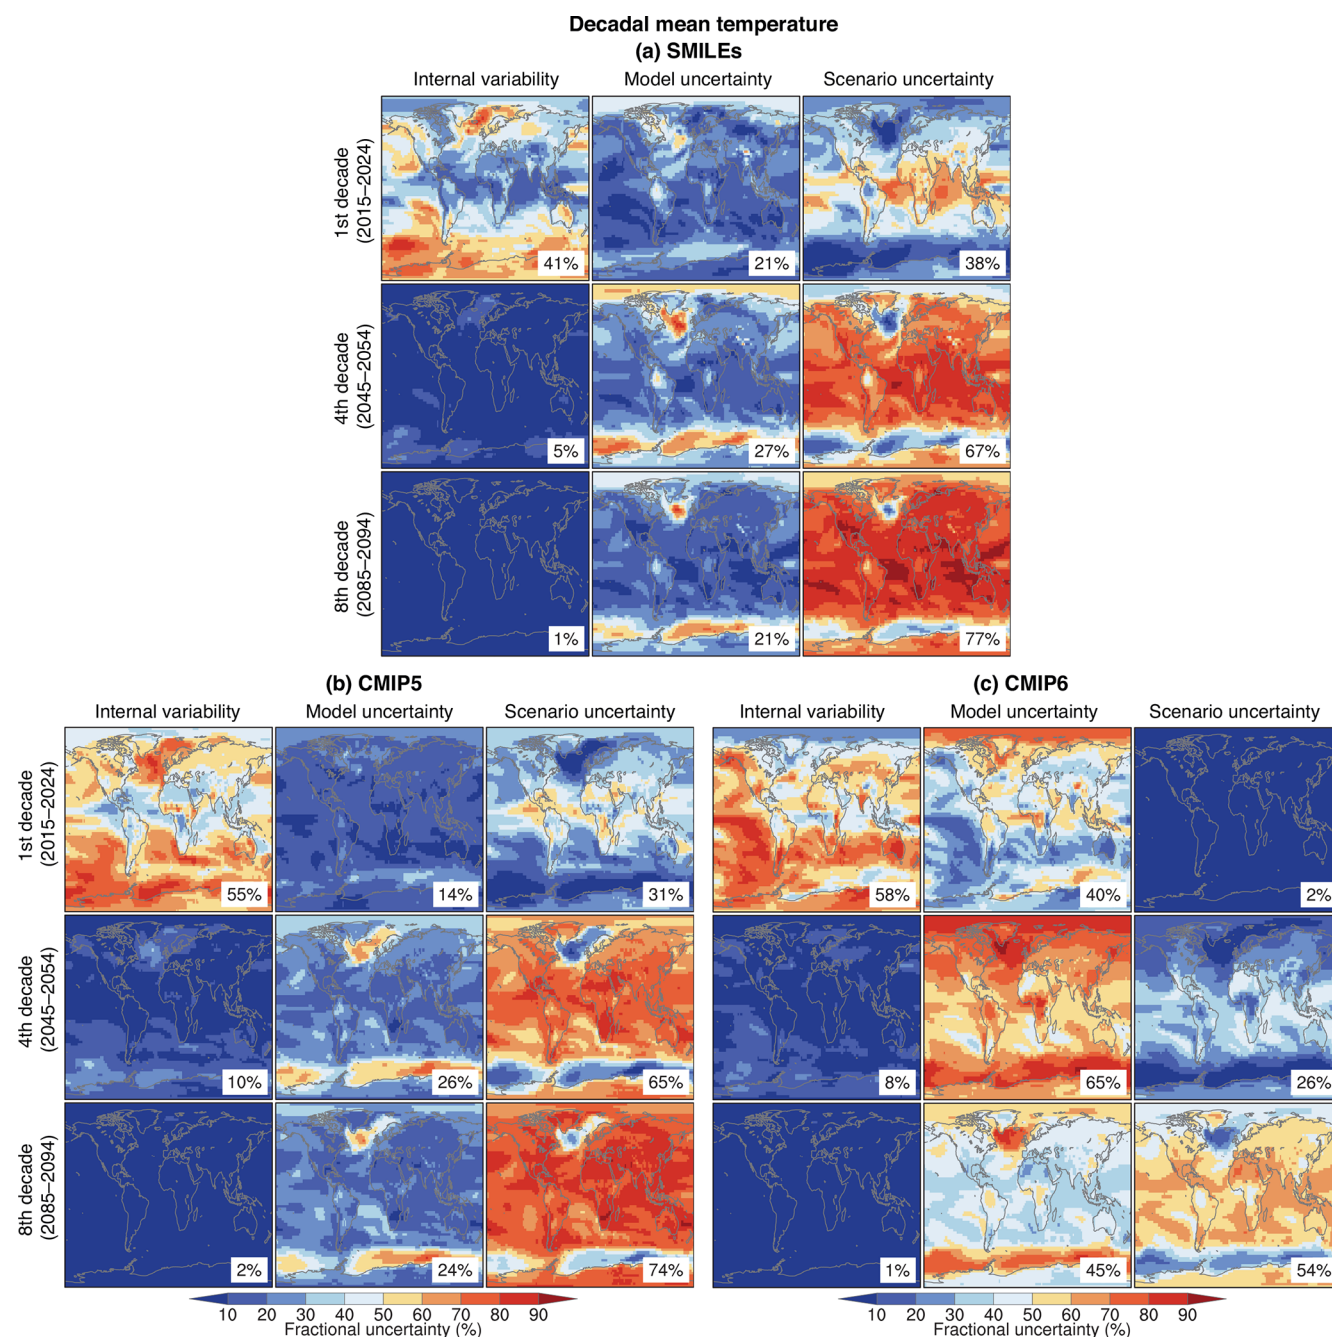 Decadal mean temperature
(a) SMILEs
Internal variability Model uncertainty Scenario uncertainty
1st decade
(2015–2024)
41% 21% 38%
4th decade
(2045–2054)
5% 27% 67%
8th decade
(2085–2094)
1% 21% 77%
(b) CMIP5
Internal variability Model uncertainty Scenario uncertainty
1st decade
(2015–2024)
55% 14% 31%
4th decade
(2045–2054)
10% 26% 65%
8th decade
(2085–2094)
2% 24% 74%
10 20 30 40 50 60 70 80 90
Fractional uncertainty (%)
(c) CMIP6
Internal variability Model uncertainty Scenario uncertainty
58% 40% 2%
8% 65% 26%
1% 45% 54%
10 20 30 40 50 60 70 80 90
Fractional uncertainty (%)